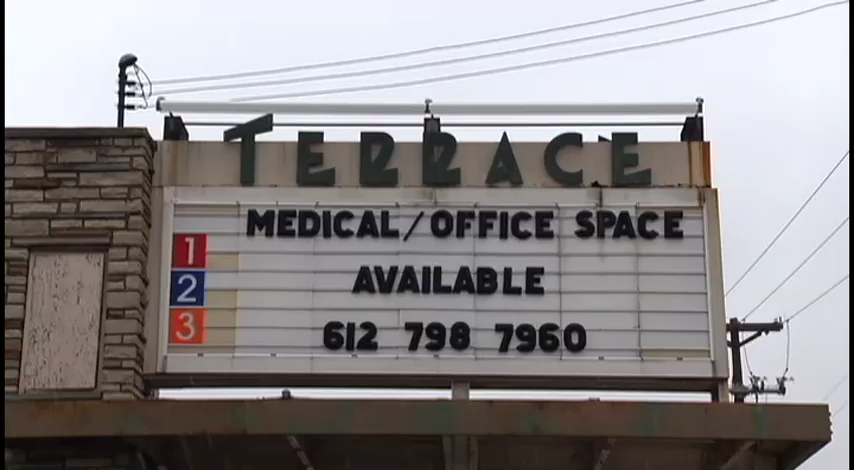 TERRACE
MEDICAL/OFFICE SPACE
1
AVAILABLE
2
3
612 798 7960